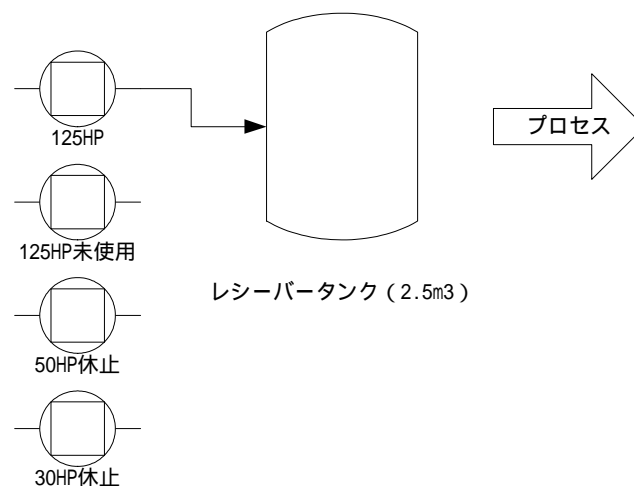 125HP
プロセス
125HP未使用
レシーバータンク（2.5m3）
50HP休止
30HP休止